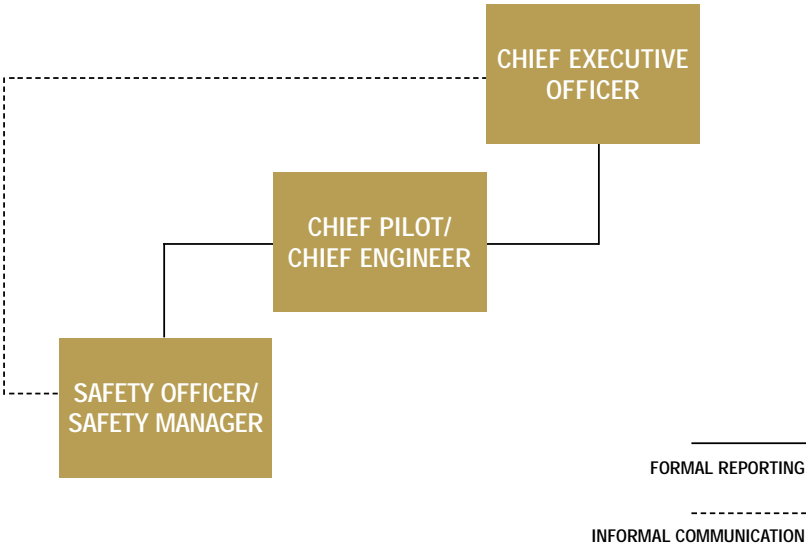 CHIEF EXECUTIVE
OFFICER
CHIEF PILOT/
CHIEF ENGINEER
SAFETY OFFICER/
SAFETY MANAGER
FORMAL REPORTING
INFORMAL COMMUNICATION